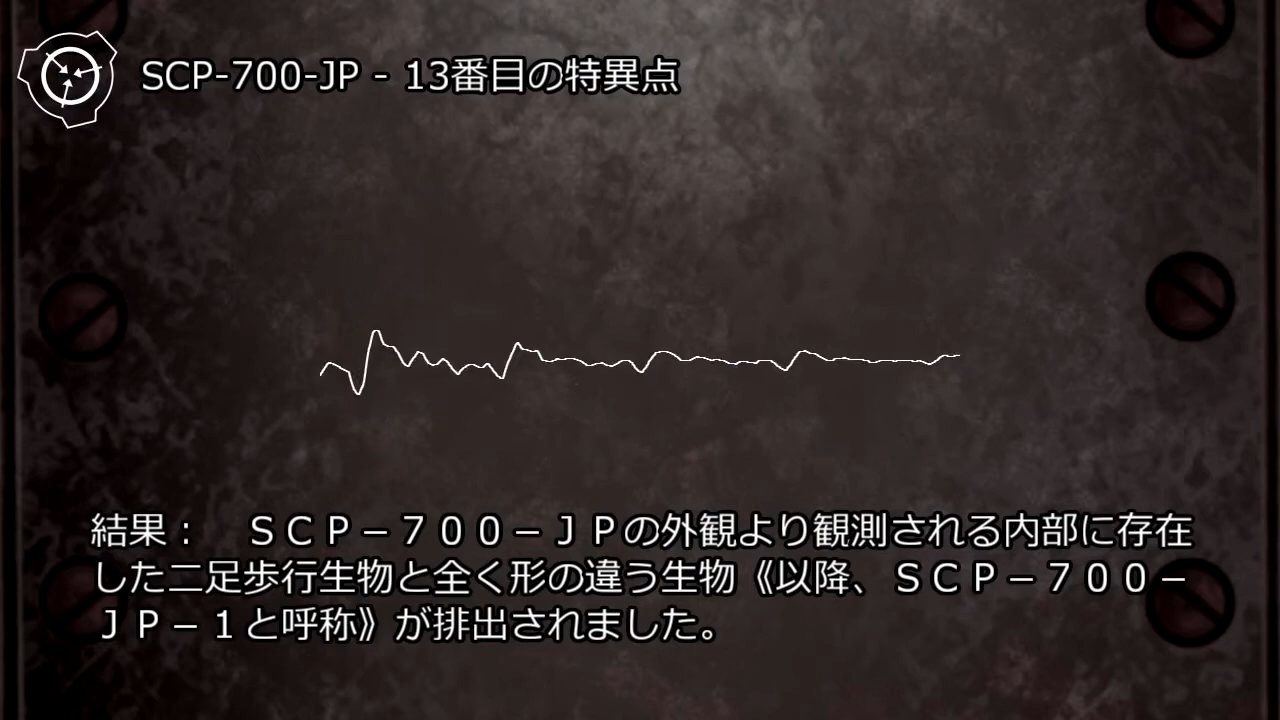 SCP-700-JP - 13番目の特異点
結果：　ＳＣＰ－７００－ＪＰの外観より観測される内部に存在
した二足歩行生物と全く形の違う生物《以降、ＳＣＰ－７００－
ＪＰ－１と呼称》が排出されました。